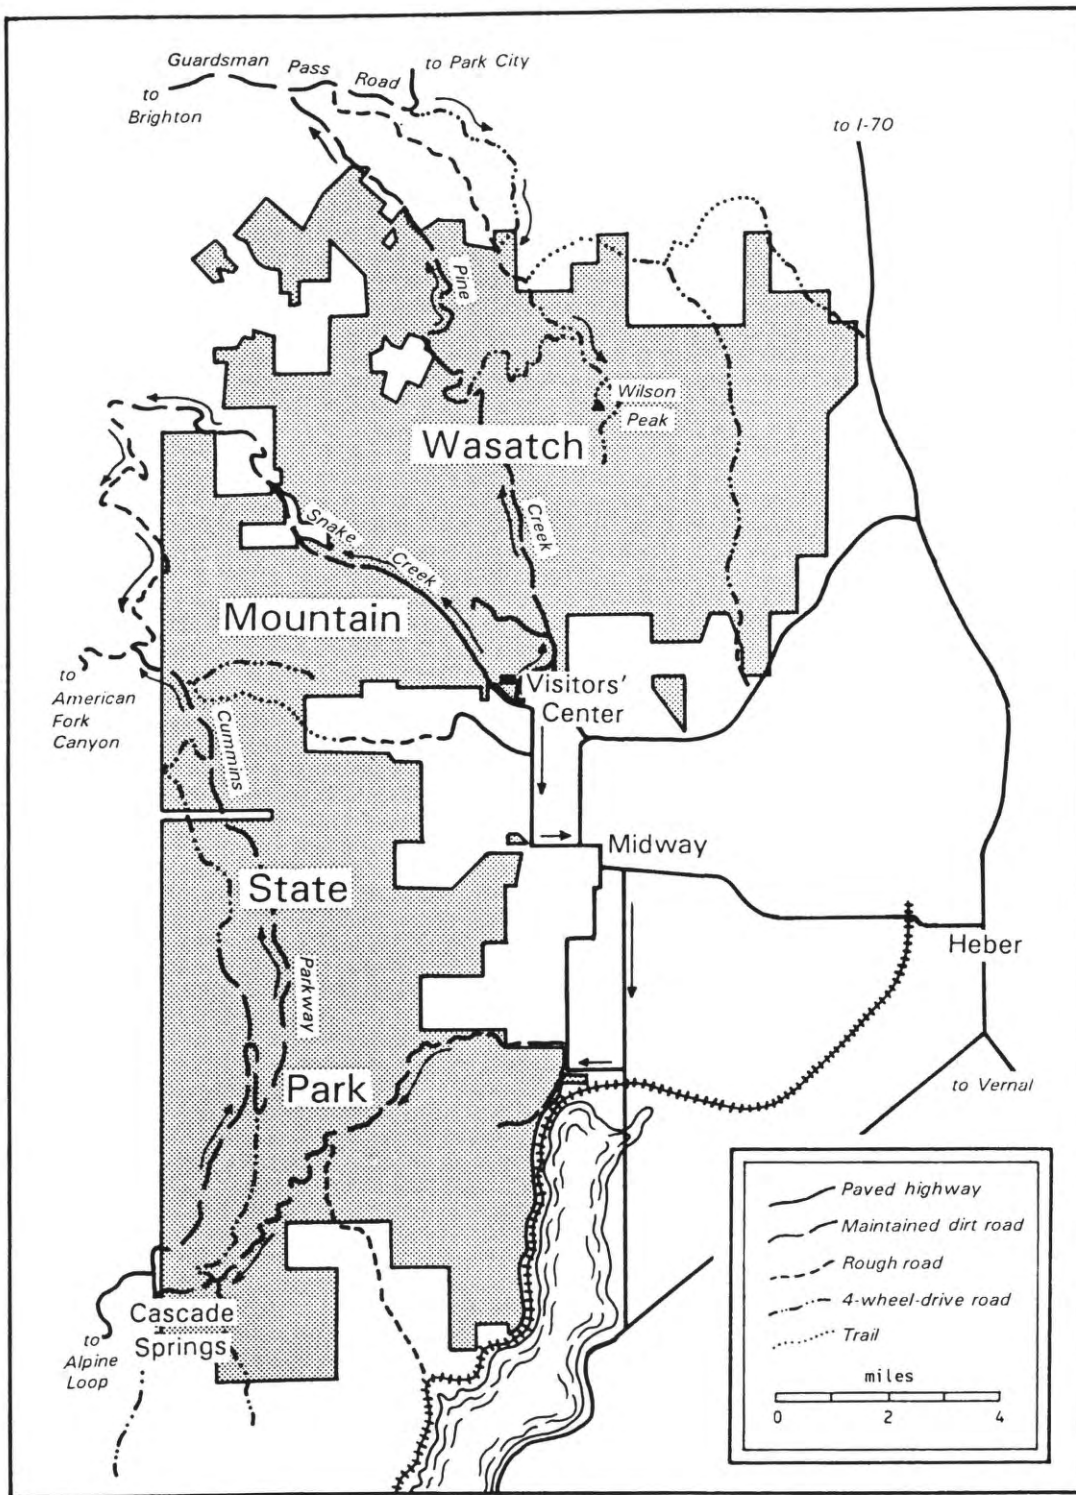 Guardsman Pass Road
to Park City
to
Brighton
to I-70
Pine
Wilson
Peak
Wasatch
Creek
Snake
Creek
Mountain
to
American
Fork
Canyon
Visitors'
Center
Cummins
Midway
State
Heber
Parkway
Park
to Vernal
Paved highway
Maintained dirt road
Rough road
4-wheel-drive road
Trail
miles
0 2 4
Cascade
Springs
to
Alpine
Loop